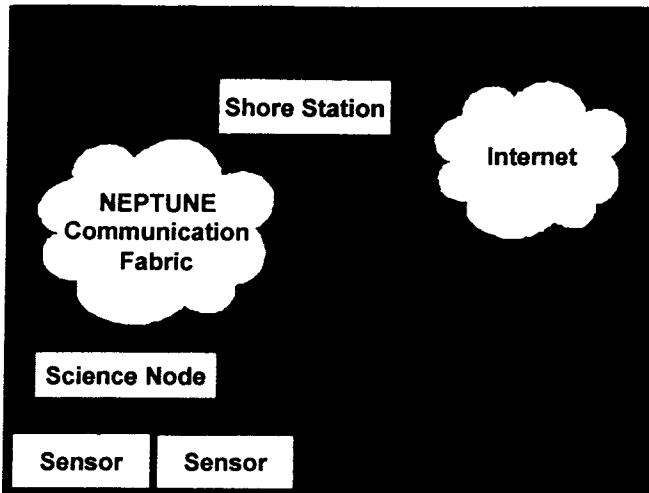 Shore Station
Internet
NEPTUNE
Communication
Fabric
Science Node
Sensor
Sensor